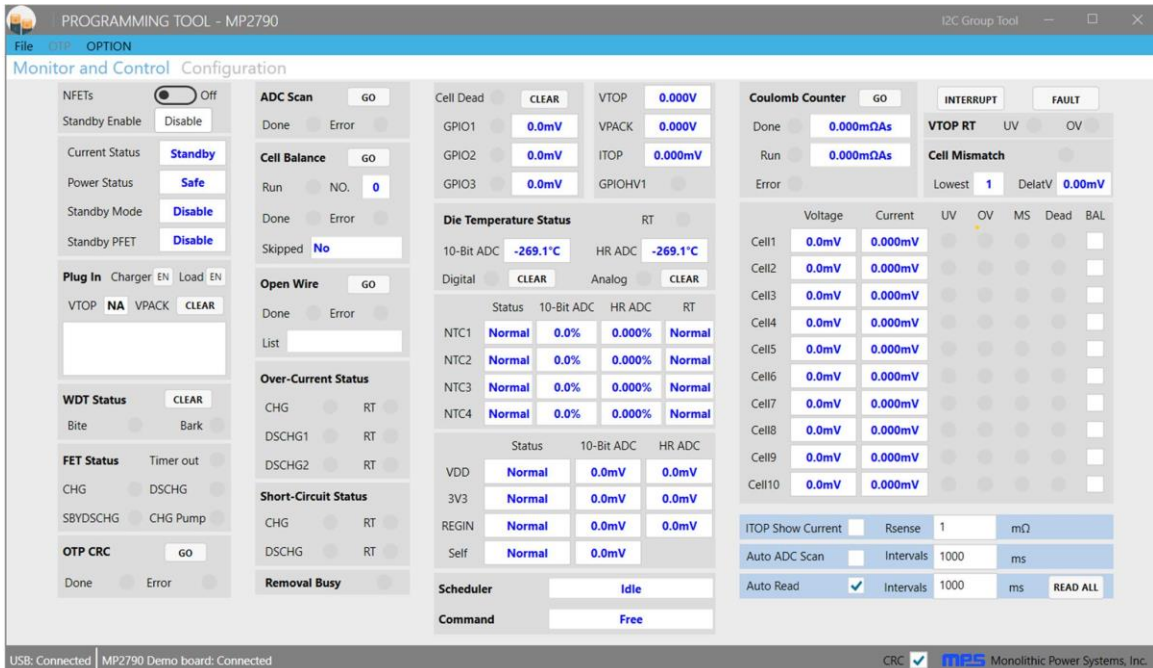 PROGRAMMING TOOL - MP2790
I2C Group Tool
File OTP OPTION
Monitor and Control Configuration
NFETs Off
Standby Enable Disable
Current Status Standby
Power Status Safe
Standby Mode Disable
Standby PFET Disable
Plug In Charger EN Load EN
VTOP NA VPACK CLEAR
WDT Status CLEAR
Bite Bark
FET Status Timer out
CHG DSCHG
SBYDSCHG CHG Pump
OTP CRC GO
Done Error
ADC Scan GO
Done Error
Cell Balance GO
Run NO. 0
Done Error
Skipped No
Open Wire GO
Done Error
List
Over-Current Status
CHG RT
DSCHG1 RT
DSCHG2 RT
Short-Circuit Status
CHG RT
DSCHG RT
Removal Busy
Cell Dead CLEAR VTOP 0.000V
GPIO1 0.0mV VPACK 0.000V
GPIO2 0.0mV ITOP 0.000mV
GPIO3 0.0mV GPIOHV1
Die Temperature Status RT
10-Bit ADC -269.1°C HR ADC -269.1°C
Digital CLEAR Analog CLEAR
Status 10-Bit ADC HR ADC RT
NTC1 Normal 0.0% 0.000% Normal
NTC2 Normal 0.0% 0.000% Normal
NTC3 Normal 0.0% 0.000% Normal
NTC4 Normal 0.0% 0.000% Normal
Status 10-Bit ADC HR ADC
VDD Normal 0.0mV 0.0mV
3V3 Normal 0.0mV 0.0mV
REGIN Normal 0.0mV 0.0mV
Self Normal 0.0mV
Scheduler Idle
Command Free
Coulomb Counter GO
Done 0.000mΩAs
Run 0.000mΩAs
Error
INTERRUPT FAULT
VTOP RT UV OV
Cell Mismatch
Lowest 1 DelatV 0.00mV
Voltage Current UV OV MS Dead BAL
Cell1 0.0mV 0.000mV
Cell2 0.0mV 0.000mV
Cell3 0.0mV 0.000mV
Cell4 0.0mV 0.000mV
Cell5 0.0mV 0.000mV
Cell6 0.0mV 0.000mV
Cell7 0.0mV 0.000mV
Cell8 0.0mV 0.000mV
Cell9 0.0mV 0.000mV
Cell10 0.0mV 0.000mV
ITOP Show Current Rsense 1 mΩ
Auto ADC Scan Intervals 1000 ms
Auto Read Intervals 1000 ms READ ALL
USB: Connected MP2790 Demo board: Connected
CRC mps Monolithic Power Systems, Inc.